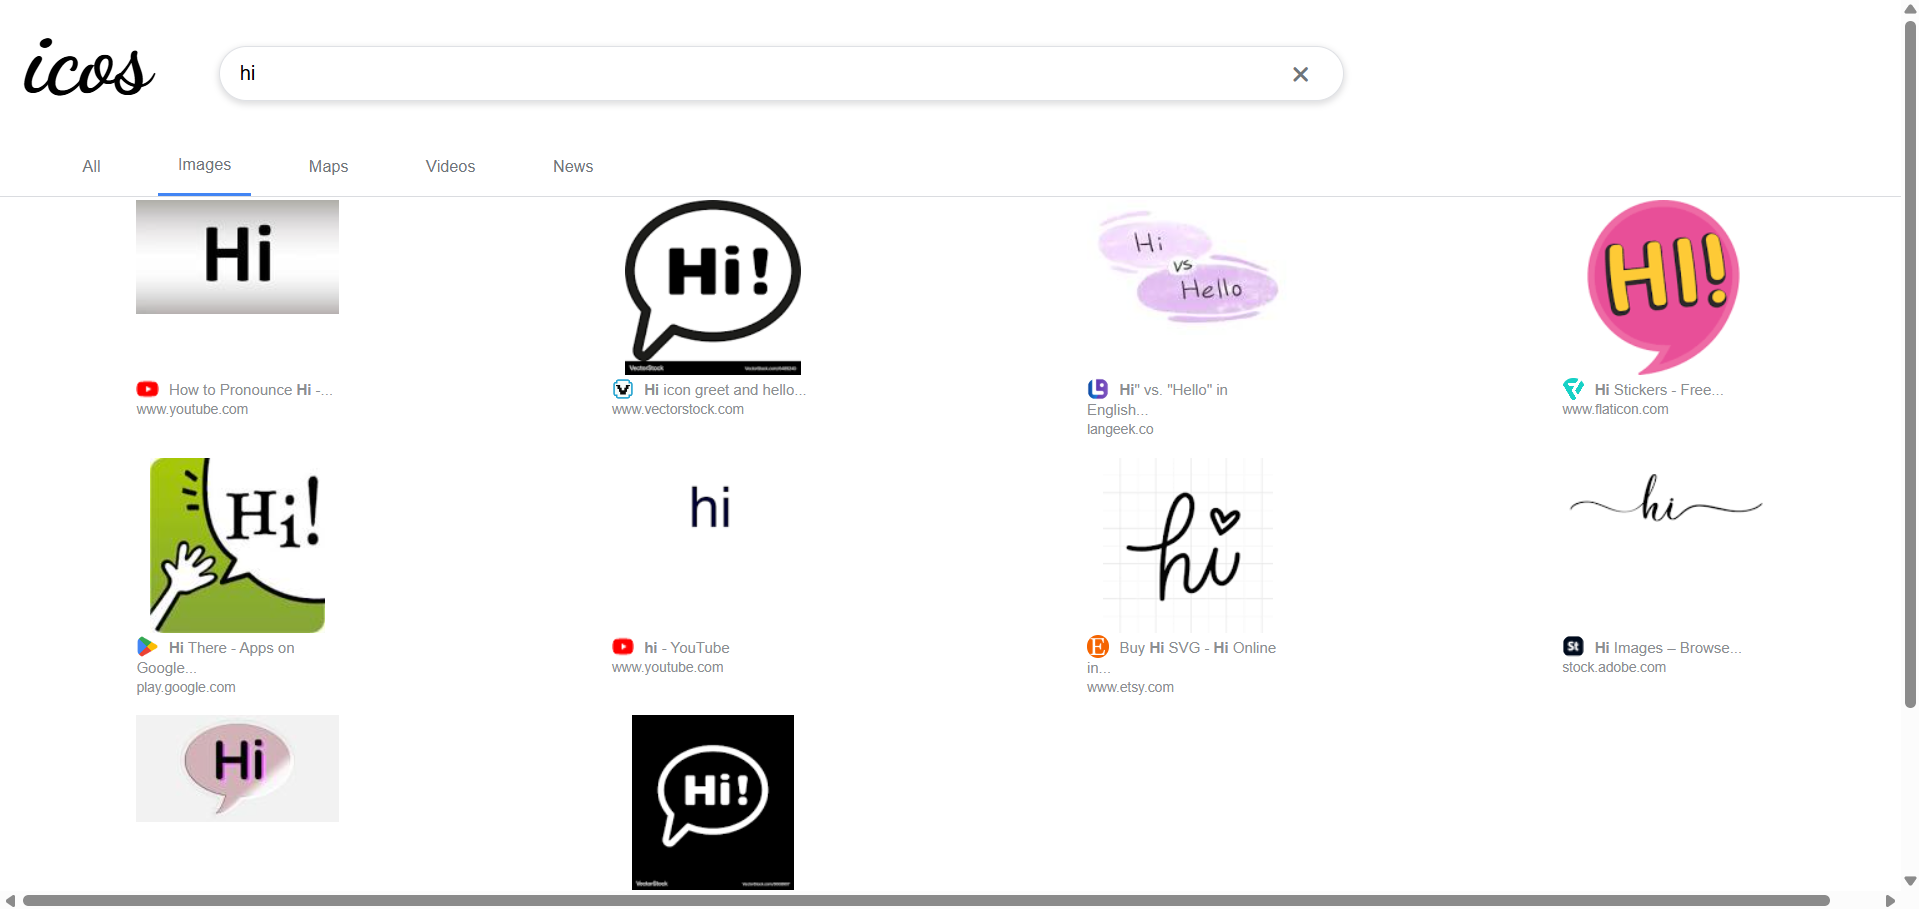 icos
hi
All
Images
Maps
Videos
News
Hi
Hi!
VectorStock
Hi
vs
Hello
HI!
How to Pronounce Hi -...
www.youtube.com
Hi icon greet and hello...
www.vectorstock.com
Hi" vs. "Hello" in
English...
langeek.co
Hi Stickers - Free...
www.flaticon.com
Hi!
hi
hi
hi
Hi There - Apps on
Google...
play.google.com
hi - YouTube
www.youtube.com
E
Buy Hi SVG - Hi Online
in...
www.etsy.com
St
Hi Images – Browse...
stock.adobe.com
Hi
Hi!
VectorStock